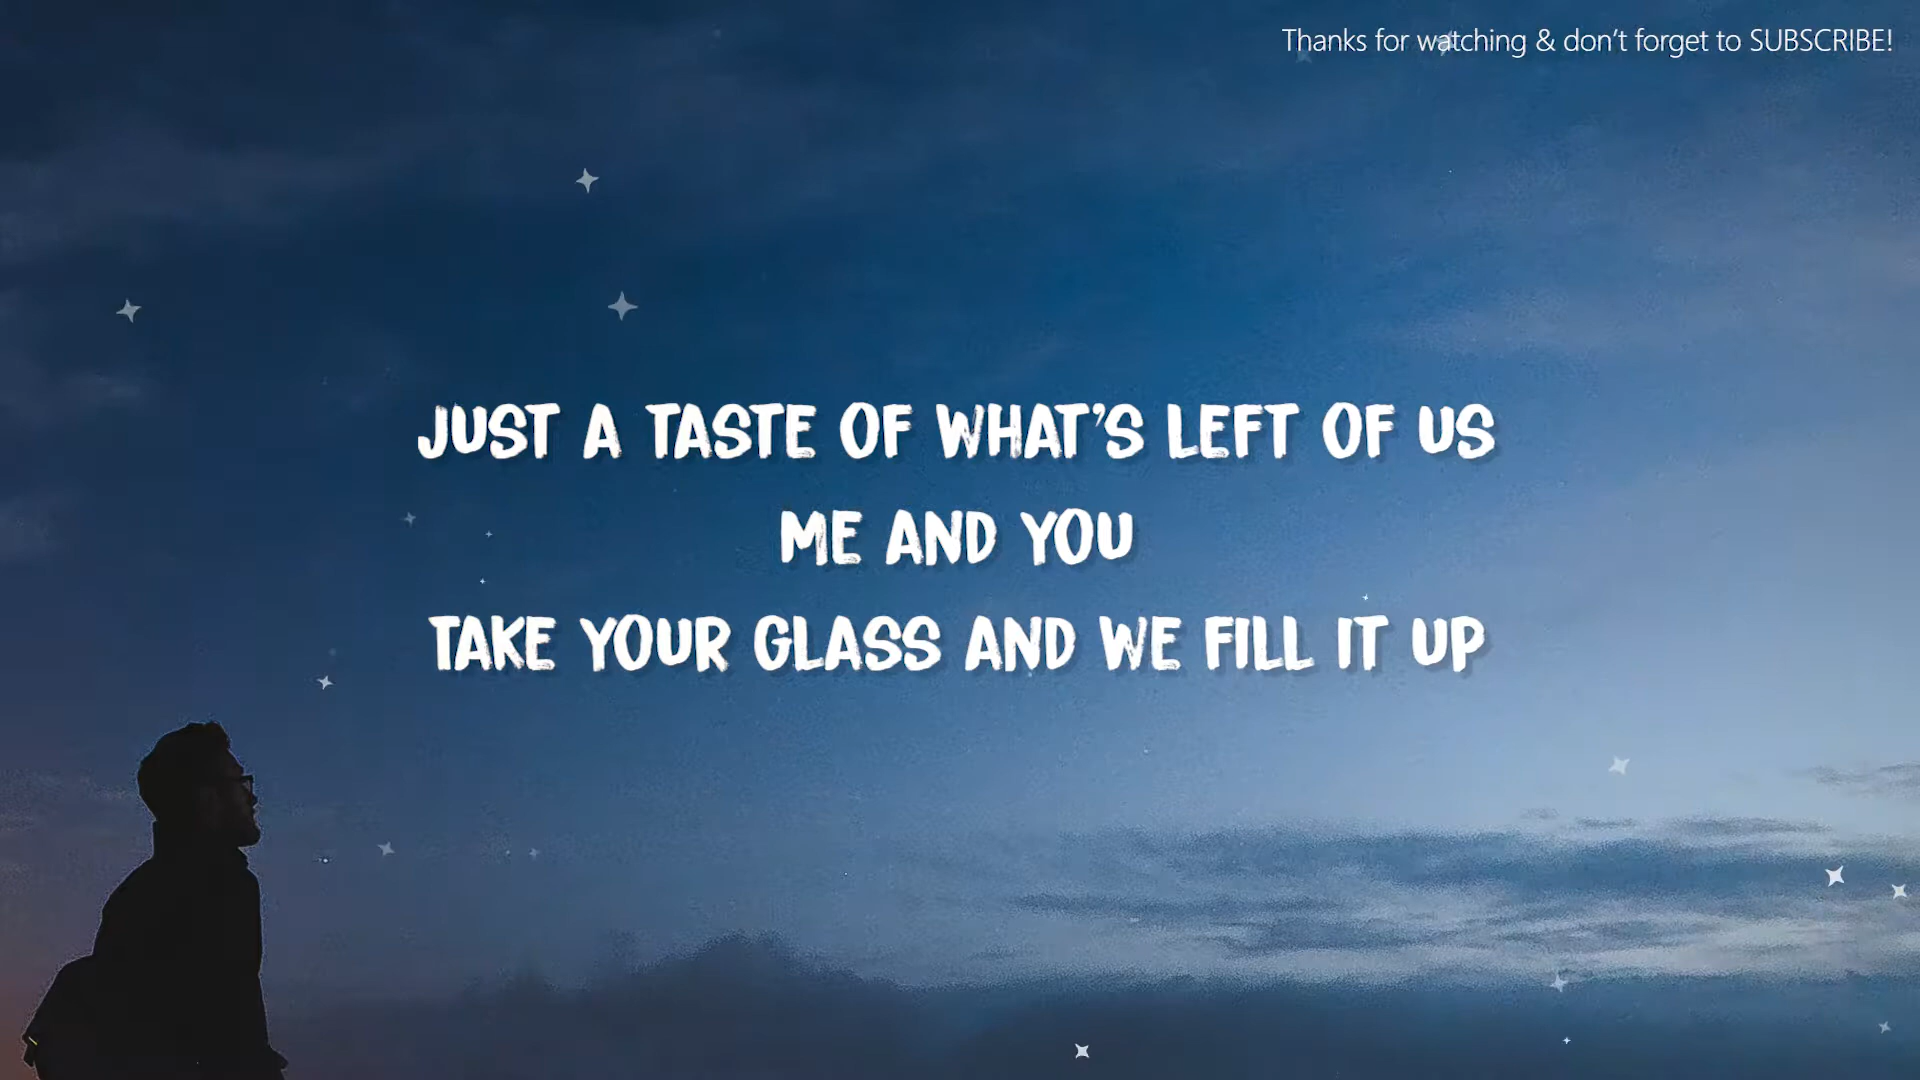 Thanks for watching & don't forget to SUBSCRIBE!
JUST A TASTE OF WHAT'S LEFT OF US
ME AND YOU
TAKE YOUR GLASS AND WE FILL IT UP